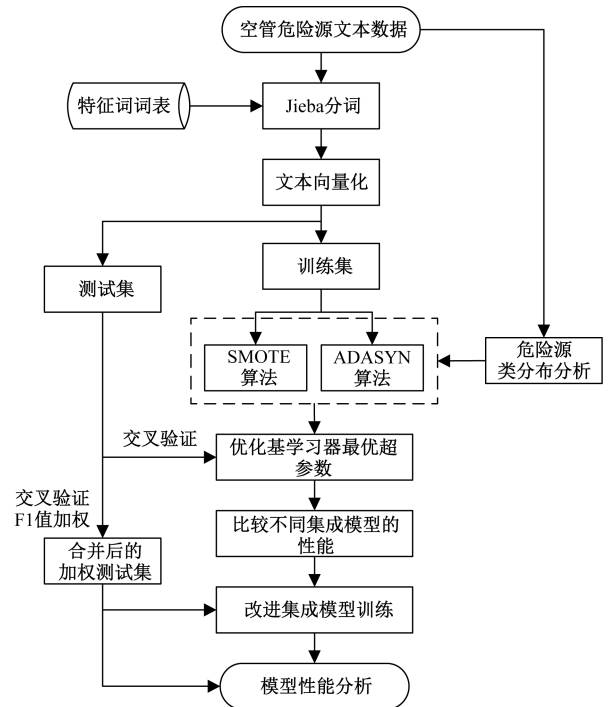 空管危险源文本数据
特征词词表
Jieba分词
文本向量化
测试集
训练集
SMOTE
算法
ADASYN
算法
危险源
类分布分析
交叉验证
优化基学习器最优超
参数
交叉验证
F1值加权
比较不同集成模型的
性能
合并后的
加权测试集
改进集成模型训练
模型性能分析